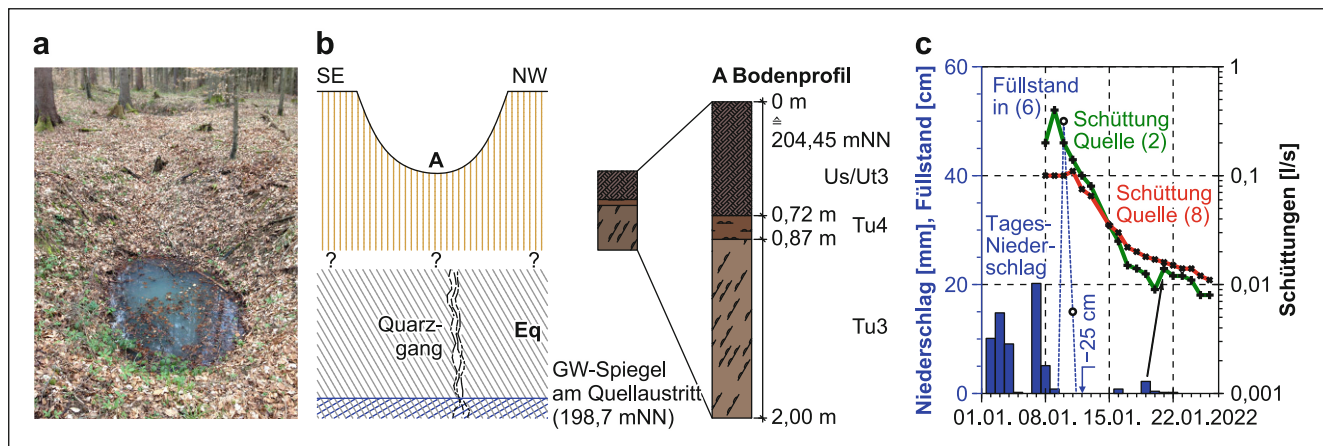 a
b
SE
NW
A
?
?
?
Quarz-
gang
Eq
GW-Spiegel
am Quellaustritt
(198,7 mNN)
A Bodenprofil
0 m
≙
204,45 mNN
Us/Ut3
0,72 m
Tu4
0,87 m
Tu3
2,00 m
c
Niederschlag [mm], Füllstand [cm]
60
40
20
0
Füllstand
in (6)
Schüttung
Quelle (2)
Schüttung
Quelle (8)
Tages-
Nieder-
schlag
−25 cm
1
0,1
0,01
0,001
Schüttungen [l/s]
01.01. 08.01. 15.01. 22.01.2022